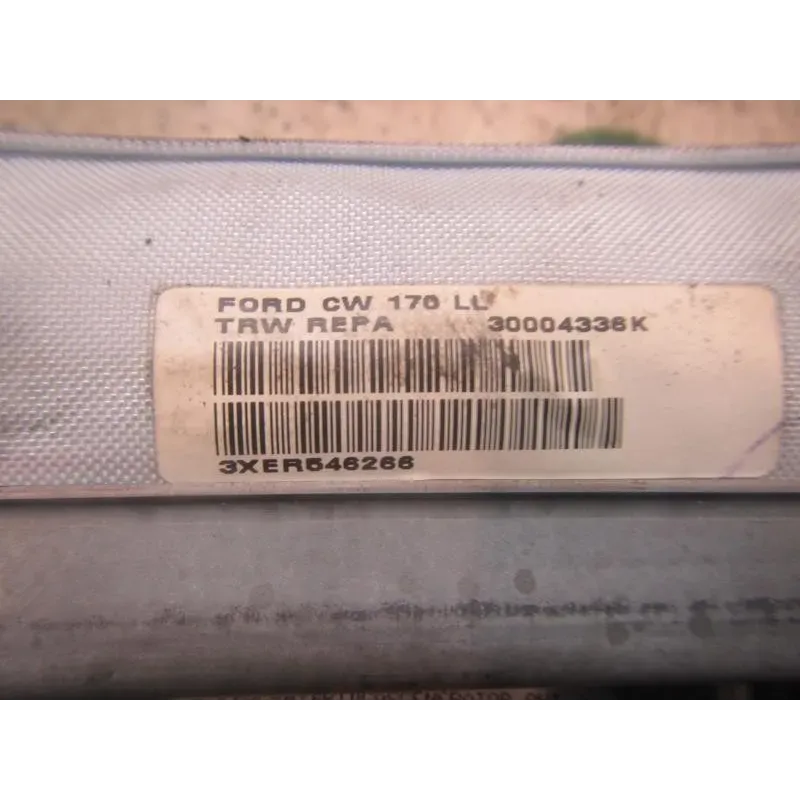 FORD CW 170 LL
TRW REPA 30004336K
3XER546266